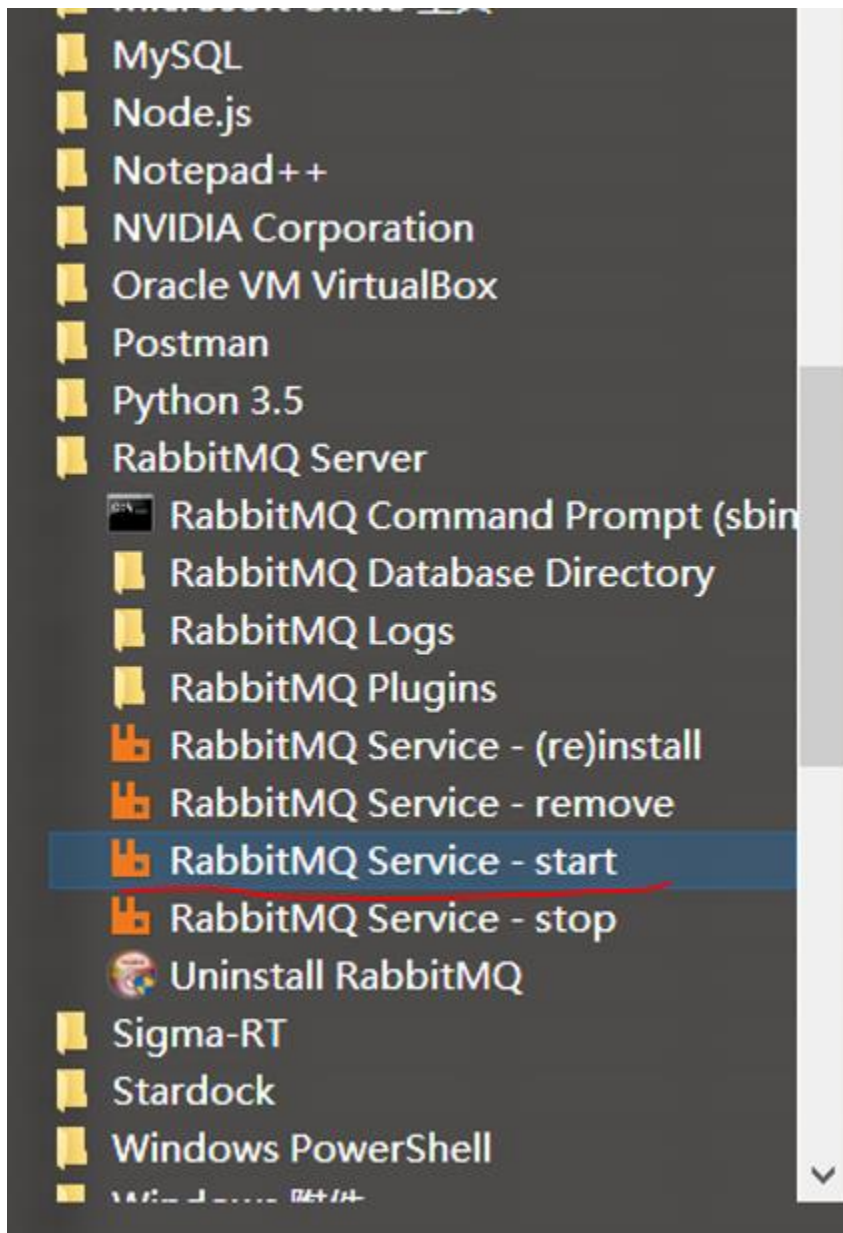 MySQL
Node.js
Notepad++
NVIDIA Corporation
Oracle VM VirtualBox
Postman
Python 3.5
RabbitMQ Server
RabbitMQ Command Prompt (sbin
RabbitMQ Database Directory
RabbitMQ Logs
RabbitMQ Plugins
RabbitMQ Service - (re)install
RabbitMQ Service - remove
RabbitMQ Service - start
RabbitMQ Service - stop
Uninstall RabbitMQ
Sigma-RT
Stardock
Windows PowerShell